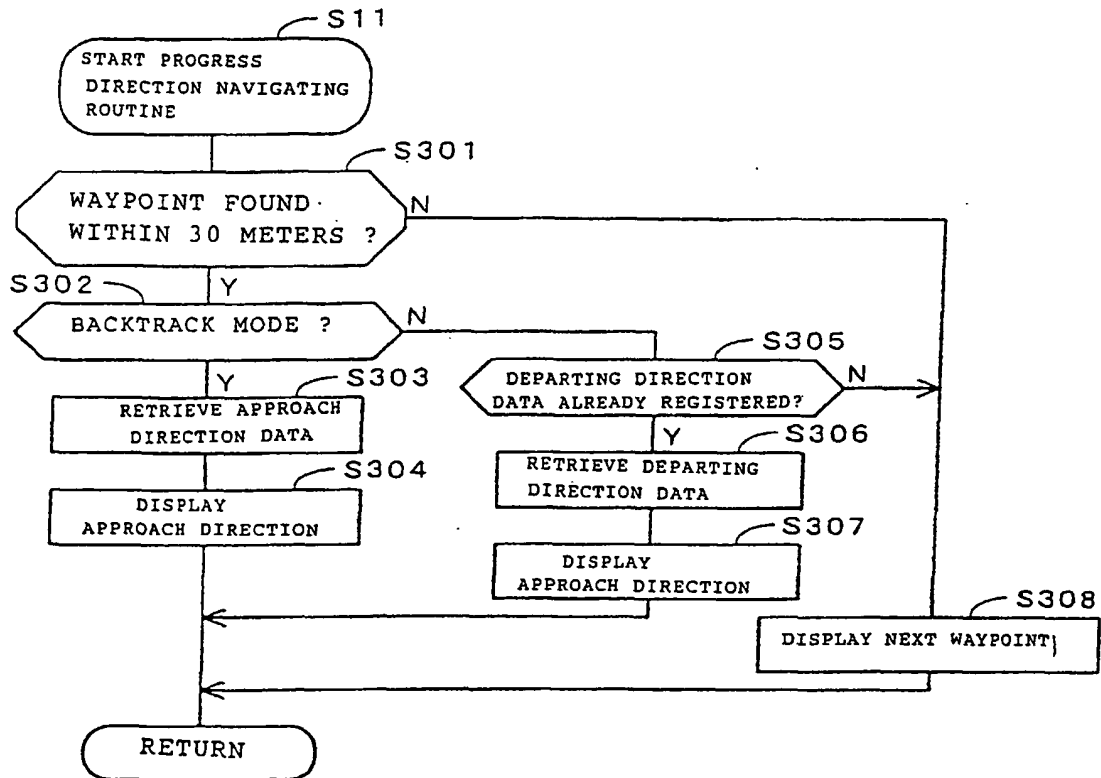 S11
START PROGRESS
DIRECTION NAVIGATING
ROUTINE
S301
WAYPOINT FOUND
WITHIN 30 METERS ?
N
Y
S302
BACKTRACK MODE ?
N
Y
S303
RETRIEVE APPROACH
DIRECTION DATA
S304
DISPLAY
APPROACH DIRECTION
S305
DEPARTING DIRECTION
DATA ALREADY REGISTERED?
N
Y
S306
RETRIEVE DEPARTING
DIRECTION DATA
S307
DISPLAY
APPROACH DIRECTION
S308
DISPLAY NEXT WAYPOINT
RETURN